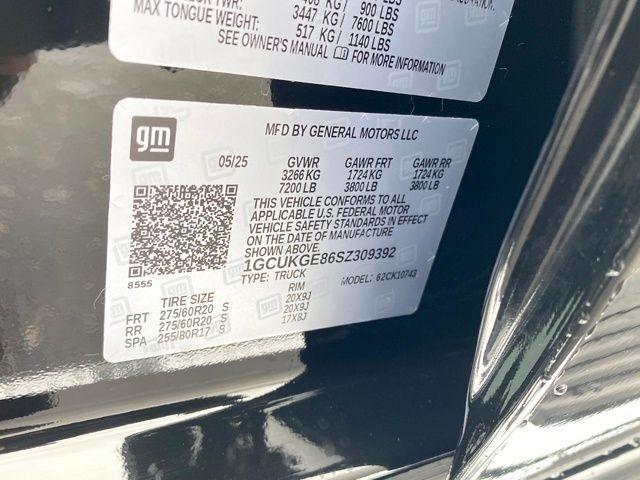 KG/ 900 LBS
MAX TONGUE WEIGHT: 3447 KG / 7600 LBS
517 KG / 1140 LBS
SEE OWNER'S MANUAL FOR MORE INFORMATION
gm
MFD BY GENERAL MOTORS LLC
05/25 GVWR GAWR FRT GAWR RR
3266 KG 1724 KG 1724 KG
7200 LB 3800 LB 3800 LB
THIS VEHICLE CONFORMS TO ALL
APPLICABLE U.S. FEDERAL MOTOR
VEHICLE SAFETY STANDARDS IN EFFECT
ON THE DATE OF MANUFACTURE
SHOWN ABOVE.
1GCUKGE86SZ309392
8555
TYPE: TRUCK MODEL: 62CK10743
TIRE SIZE RIM
FRT 275/60R20 S 20X9J
RR 275/60R20 S 20X9J
SPA 255/80R17 S 17X8J